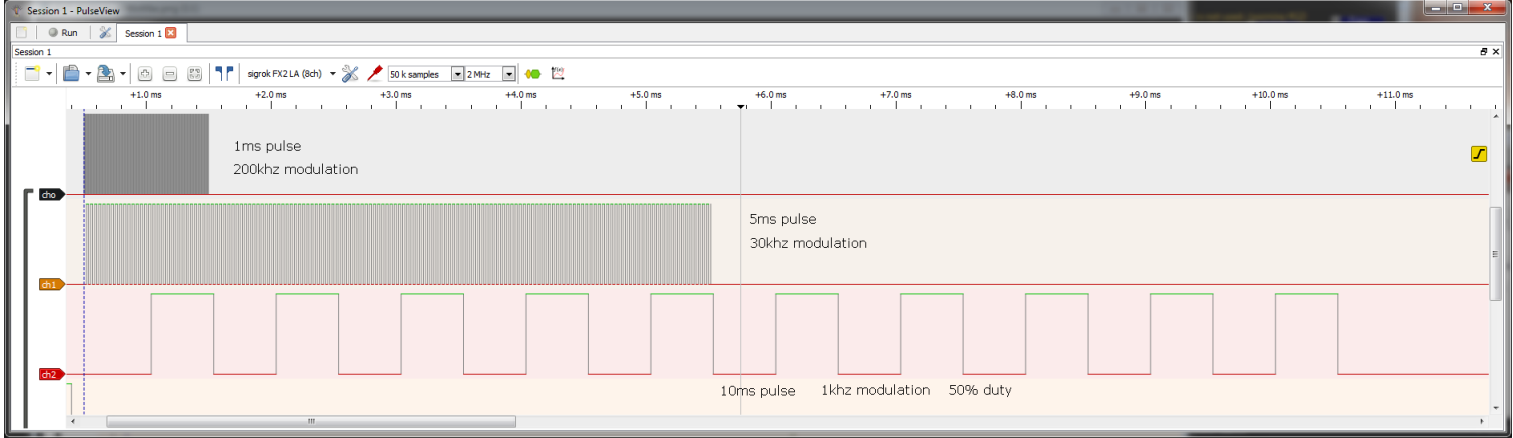 Session 1 - PulseView
Run
Session 1
Session 1
sigrok FX2 LA (8ch)
50 k samples
2 MHz
+1.0 ms +2.0 ms +3.0 ms +4.0 ms +5.0 ms +6.0 ms +7.0 ms +8.0 ms +9.0 ms +10.0 ms +11.0 ms
1ms pulse
200khz modulation
cho
5ms pulse
30khz modulation
ch1
ch2
10ms pulse 1khz modulation 50% duty